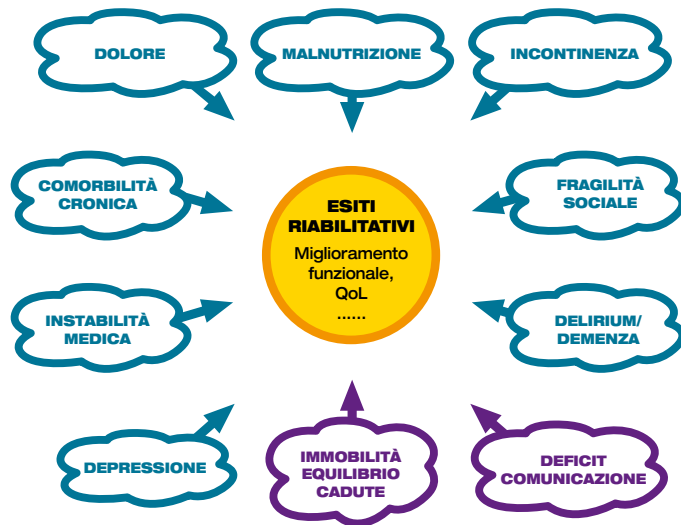 DOLORE
MALNUTRIZIONE
INCONTINENZA
COMORBILITÀ
CRONICA
ESITI
RIABILITATIVI
Miglioramento
funzionale,
QoL
......
FRAGILITÀ
SOCIALE
INSTABILITÀ
MEDICA
DELIRIUM/
DEMENZA
DEPRESSIONE
IMMOBILITÀ
EQUILIBRIO
CADUTE
DEFICIT
COMUNICAZIONE